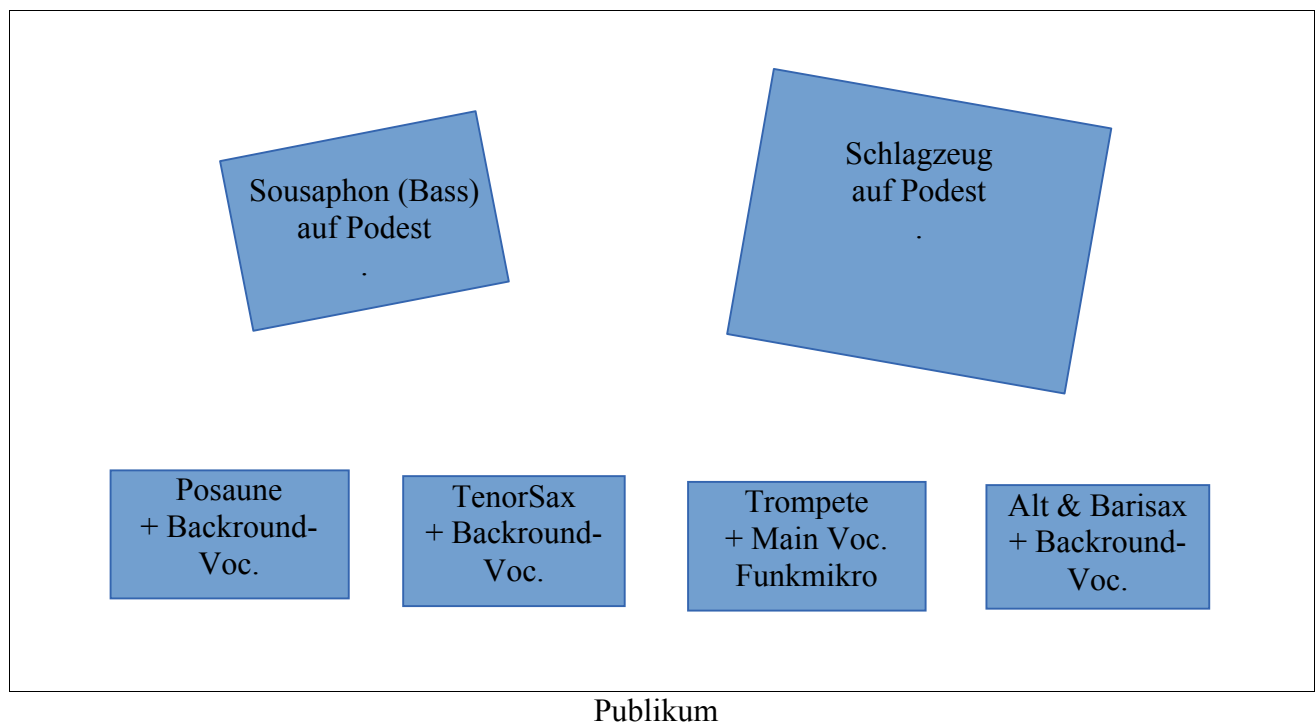 Sousaphon (Bass)
auf Podest
.
Schlagzeug
auf Podest
.
Posaune
+ Backround-
Voc.
TenorSax
+ Backround-
Voc.
Trompete
+ Main Voc.
Funkmikro
Alt & Barisax
+ Backround-
Voc.
Publikum